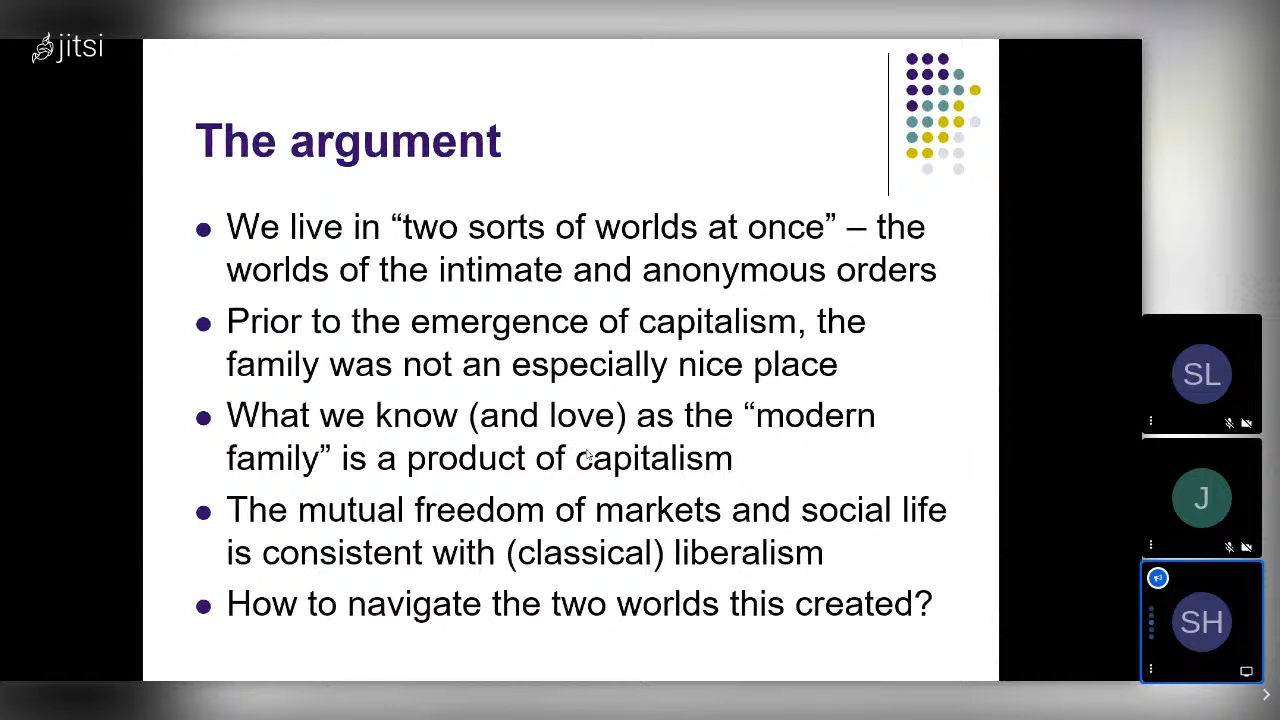 jitsi
The argument
We live in “two sorts of worlds at once” – the
worlds of the intimate and anonymous orders
Prior to the emergence of capitalism, the
family was not an especially nice place
What we know (and love) as the “modern
family” is a product of capitalism
The mutual freedom of markets and social life
is consistent with (classical) liberalism
How to navigate the two worlds this created?
SL
J
SH